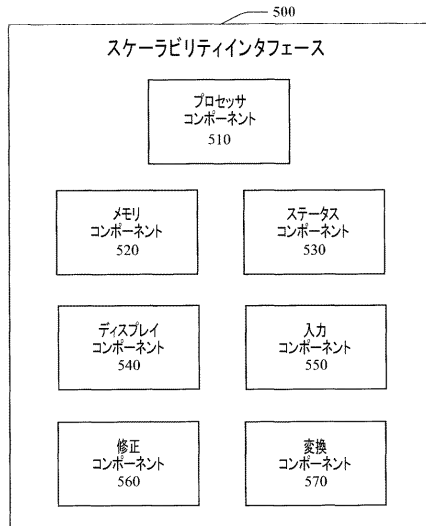 500
スケーラビリティインタフェース
プロセッサ
コンポーネント
510
メモリ
コンポーネント
520
ステータス
コンポーネント
530
ディスプレイ
コンポーネント
540
入力
コンポーネント
550
修正
コンポーネント
560
変換
コンポーネント
570